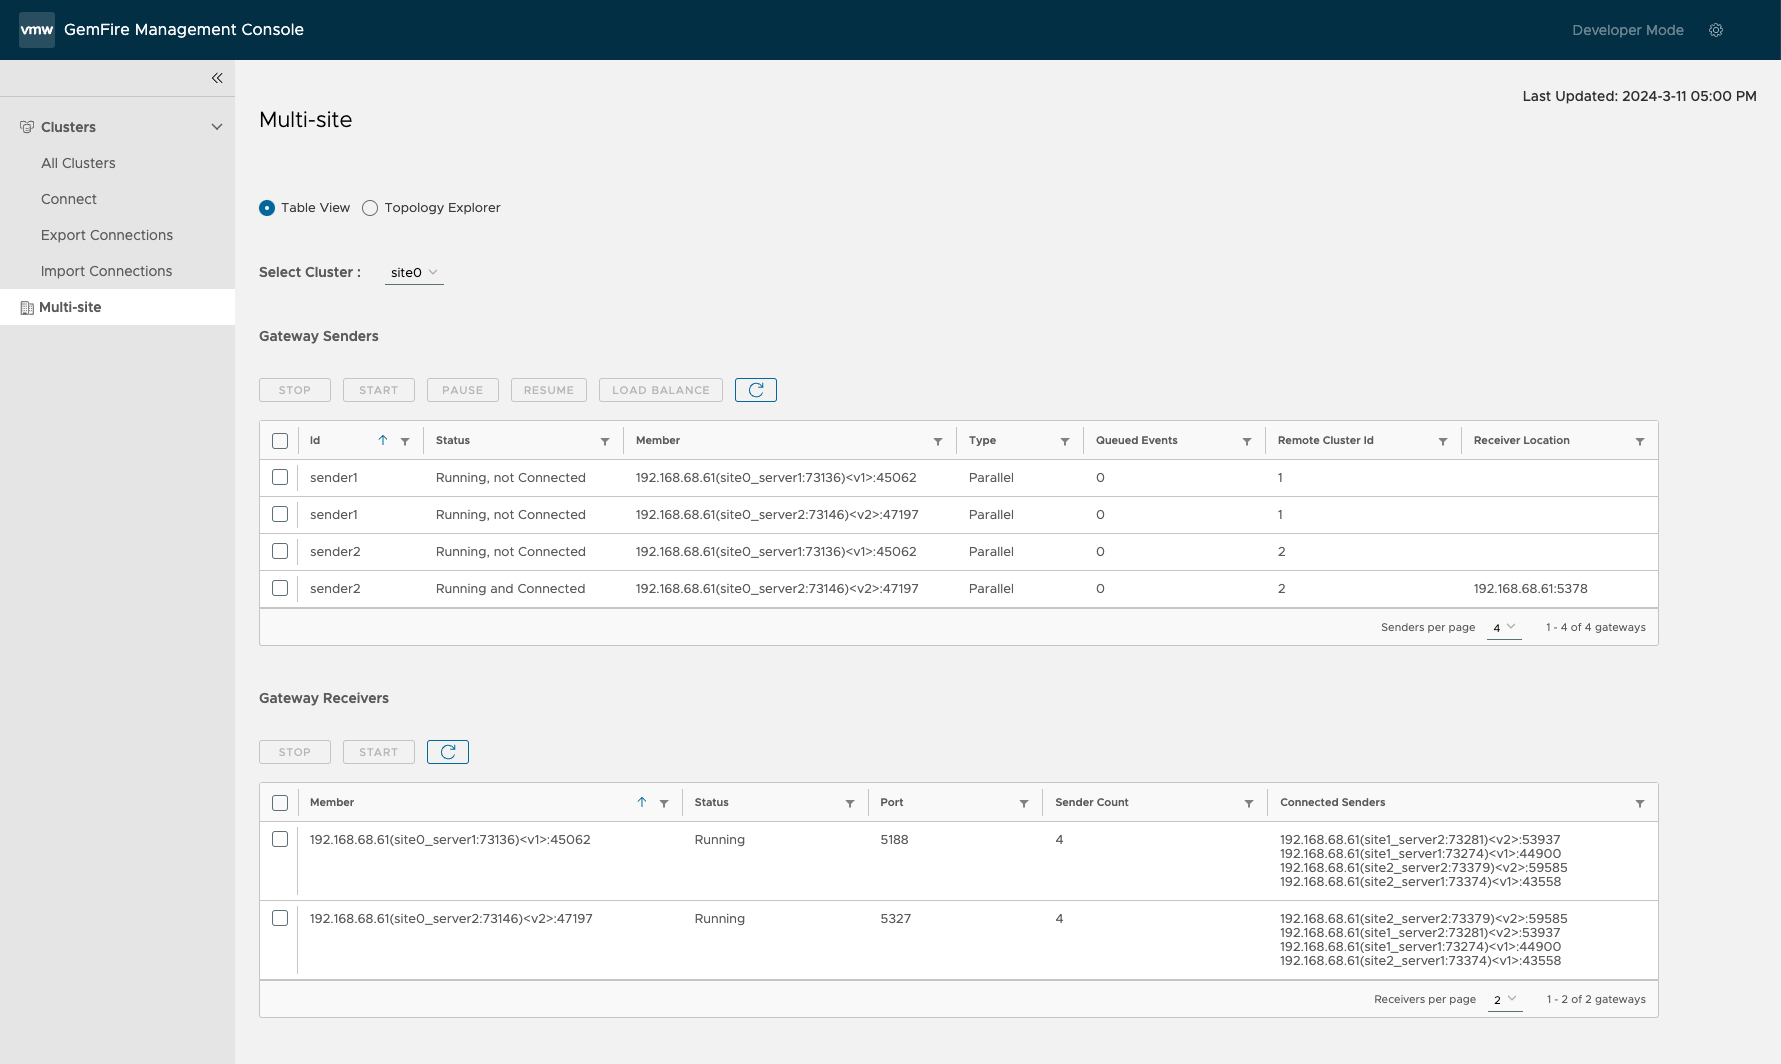 vmw GemFire Management Console
Developer Mode
Clusters
All Clusters
Connect
Export Connections
Import Connections
Multi-site
Last Updated: 2024-3-11 05:00 PM
Multi-site
Table View Topology Explorer
Select Cluster : site0
Gateway Senders
STOP START PAUSE RESUME LOAD BALANCE
Id Status Member Type Queued Events Remote Cluster Id Receiver Location
sender1 Running, not Connected 192.168.68.61(site0_server1:73136)<v1>:45062 Parallel 0 1
sender1 Running, not Connected 192.168.68.61(site0_server2:73146)<v2>:47197 Parallel 0 1
sender2 Running, not Connected 192.168.68.61(site0_server1:73136)<v1>:45062 Parallel 0 2
sender2 Running and Connected 192.168.68.61(site0_server2:73146)<v2>:47197 Parallel 0 2 192.168.68.61:5378
Senders per page 4 1 - 4 of 4 gateways
Gateway Receivers
STOP START
Member Status Port Sender Count Connected Senders
192.168.68.61(site0_server1:73136)<v1>:45062 Running 5188 4 192.168.68.61(site1_server2:73281)<v2>:53937
192.168.68.61(site1_server1:73274)<v1>:44900
192.168.68.61(site2_server2:73379)<v2>:59585
192.168.68.61(site2_server1:73374)<v1>:43558
192.168.68.61(site0_server2:73146)<v2>:47197 Running 5327 4 192.168.68.61(site2_server2:73379)<v2>:59585
192.168.68.61(site1_server2:73281)<v2>:53937
192.168.68.61(site1_server1:73274)<v1>:44900
192.168.68.61(site2_server1:73374)<v1>:43558
Receivers per page 2 1 - 2 of 2 gateways